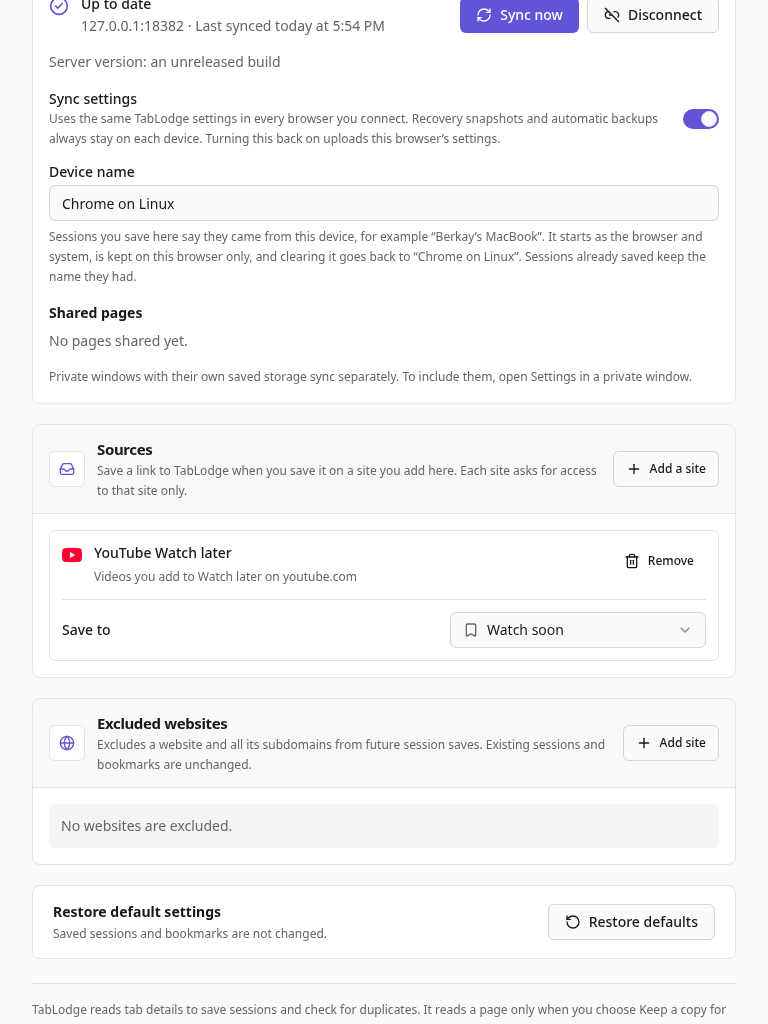 Up to date
127.0.0.1:18382 · Last synced today at 5:54 PM
Sync now
Disconnect
Server version: an unreleased build
Sync settings
Uses the same TabLodge settings in every browser you connect. Recovery snapshots and automatic backups
always stay on each device. Turning this back on uploads this browser’s settings.
Device name
Chrome on Linux
Sessions you save here say they came from this device, for example “Berkay’s MacBook”. It starts as the browser and
system, is kept on this browser only, and clearing it goes back to “Chrome on Linux”. Sessions already saved keep the
name they had.
Shared pages
No pages shared yet.
Private windows with their own saved storage sync separately. To include them, open Settings in a private window.
Sources
Save a link to TabLodge when you save it on a site you add here. Each site asks for access
to that site only.
Add a site
YouTube Watch later
Videos you add to Watch later on youtube.com
Remove
Save to
Watch soon
Excluded websites
Excludes a website and all its subdomains from future session saves. Existing sessions and
bookmarks are unchanged.
Add site
No websites are excluded.
Restore default settings
Saved sessions and bookmarks are not changed.
Restore defaults
TabLodge reads tab details to save sessions and check for duplicates. It reads a page only when you choose Keep a copy for